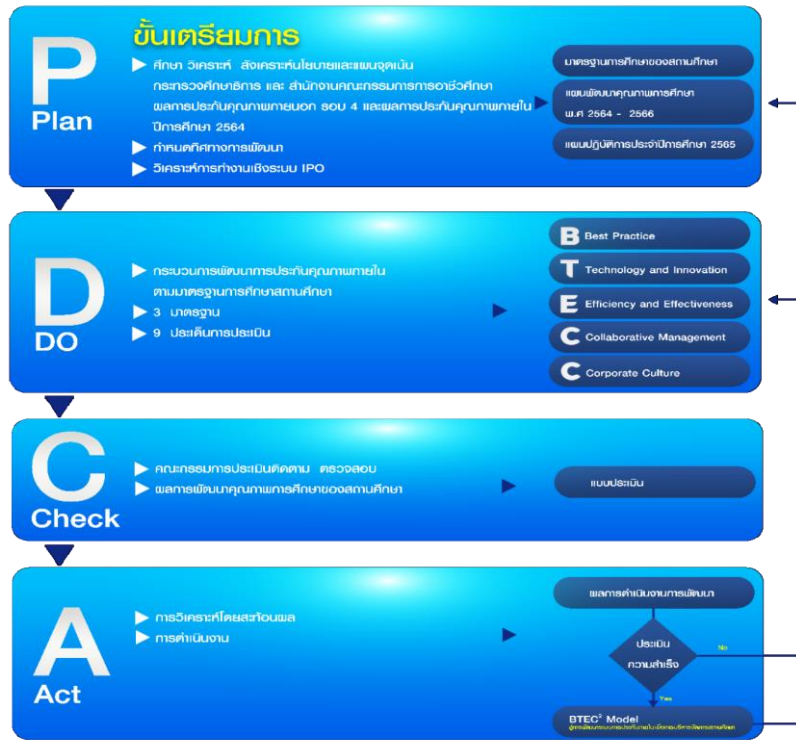 P
Plan
ขั้นเตรียมการ
ศึกษา วิเคราะห์ สังเคราะห์นโยบายและแผนจุดเน้น
กระทรวงศึกษาธิการ และ สำนักงานคณะกรรมการการอาชีวศึกษา
ผลการประกันคุณภาพภายนอก รอบ 4 และผลการประกันคุณภาพภายใน
ปีการศึกษา 2564
กำหนดทิศทางการพัฒนา
วิเคราะห์การทำงานเชิงระบบ IPO
มาตรฐานการศึกษาของสถานศึกษา
แผนพัฒนาคุณภาพการศึกษา
พ.ศ 2564 - 2566
แผนปฏิบัติการประจำปีการศึกษา 2565
D
DO
กระบวนการพัฒนาการประกันคุณภาพภายใน
ตามมาตรฐานการศึกษาสถานศึกษา
3 มาตรฐาน
9 ประเด็นการประเมิน
B Best Practice
T Technology and Innovation
E Efficiency and Effectiveness
C Collaborative Management
C Corporate Culture
C
Check
คณะกรรมการประเมินติดตาม ตรวจสอบ
ผลการพัฒนาคุณภาพการศึกษาของสถานศึกษา
แบบประเมิน
A
Act
การวิเคราะห์โดยสะท้อนผล
การดำเนินงาน
ผลการดำเนินงานการพัฒนา
ประเมิน
ความสำเร็จ
No
Yes
BTEC² Model